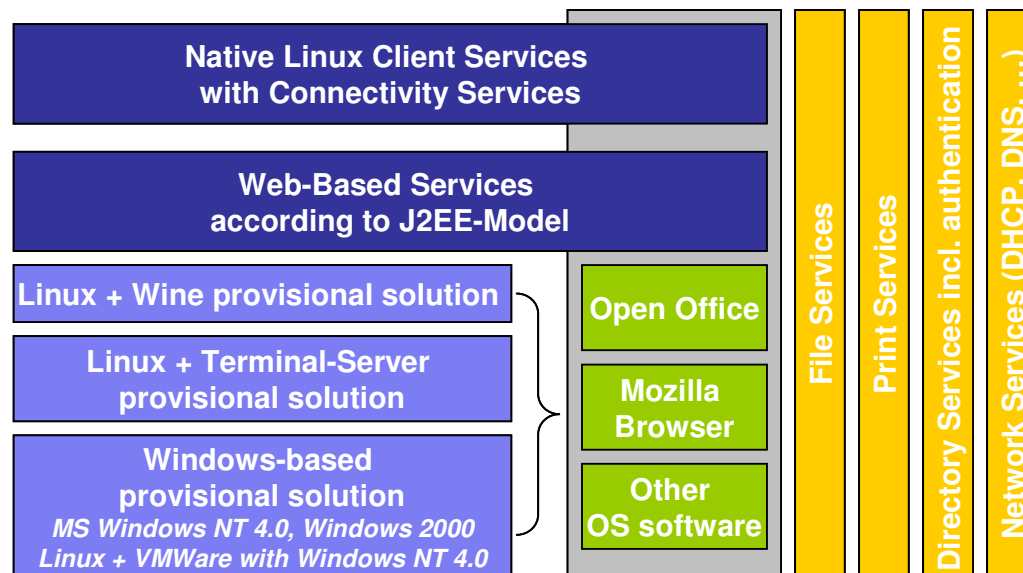 Native Linux Client Services
with Connectivity Services
Web-Based Services
according to J2EE-Model
Linux + Wine provisional solution
Linux + Terminal-Server
provisional solution
Windows-based
provisional solution
MS Windows NT 4.0, Windows 2000
Linux + VMWare with Windows NT 4.0
Open Office
Mozilla
Browser
Other
OS software
File Services
Print Services
Directory Services incl. authentication
Network Services (DHCP, DNS, ...)